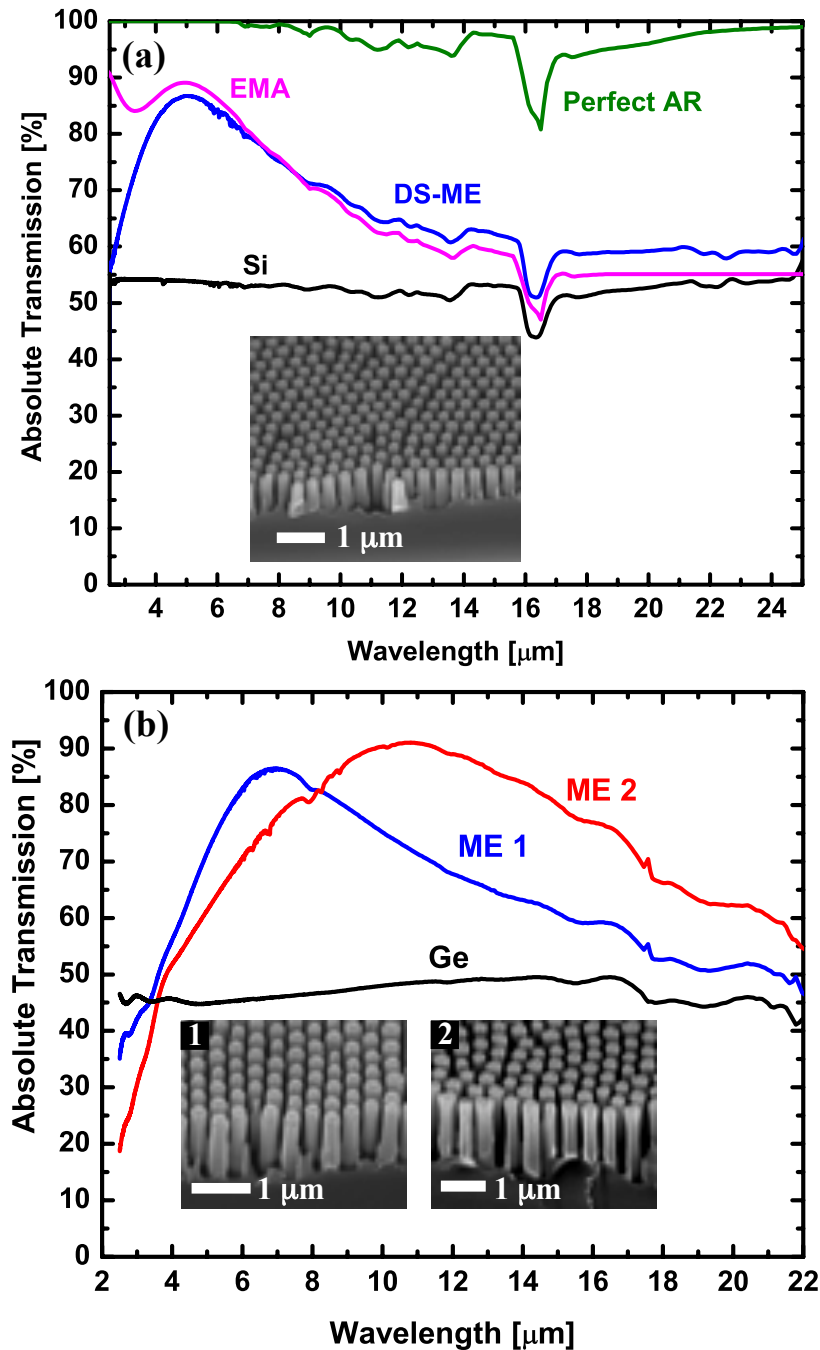 (a)
EMA
Perfect AR
DS-ME
Si
1 μm
100
90
80
70
60
50
40
30
20
10
0
Absolute Transmission [%]
4 6 8 10 12 14 16 18 20 22 24
Wavelength [μm]
(b)
ME 2
ME 1
Ge
1
1 μm
2
1 μm
100
90
80
70
60
50
40
30
20
10
0
Absolute Transmission [%]
2 4 6 8 10 12 14 16 18 20 22
Wavelength [μm]